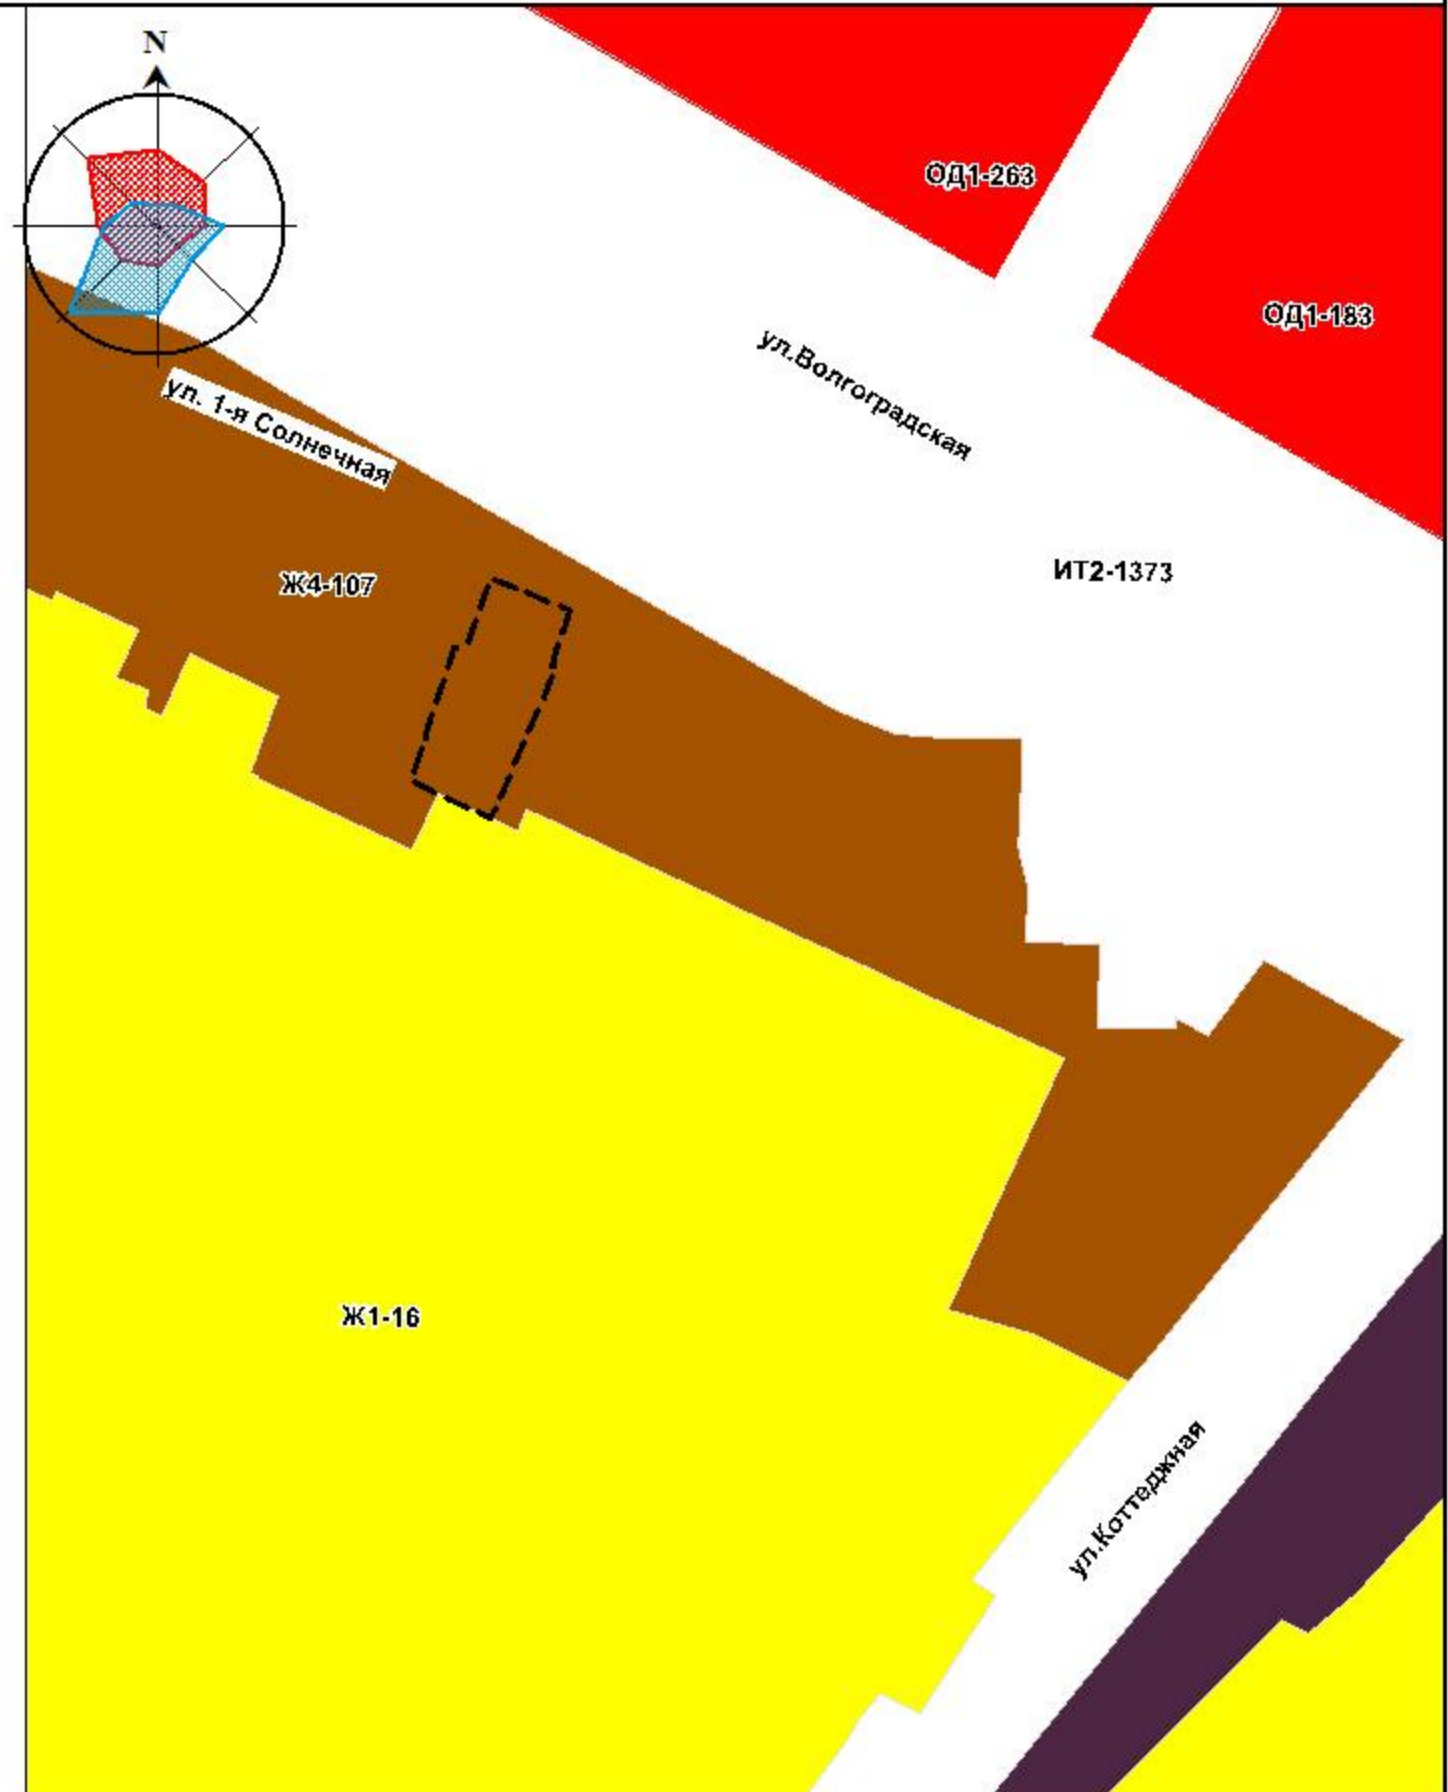 N
ОД1-263
ОД1-183
ул.Волгоградская
ул. 1-я Солнечная
ИТ2-1373
Ж4-107
Ж1-16
ул.Коттеджная